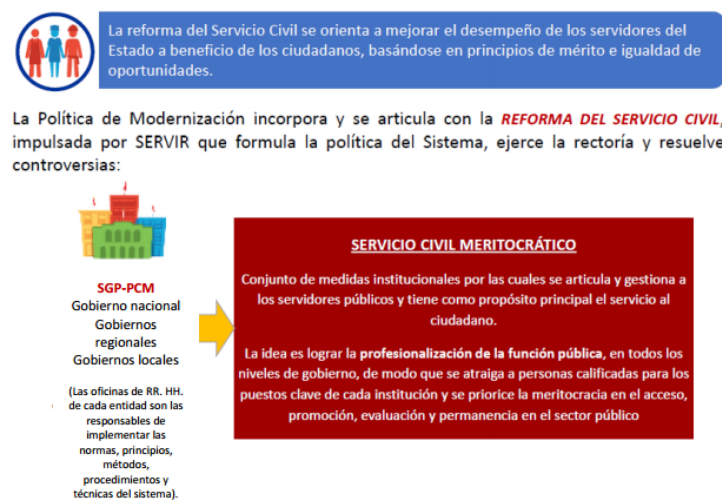 La reforma del Servicio Civil se orienta a mejorar el desempeño de los servidores del
Estado a beneficio de los ciudadanos, basándose en principios de mérito e igualdad de
oportunidades.
La Política de Modernización incorpora y se articula con la REFORMA DEL SERVICIO CIVIL,
impulsada por SERVIR que formula la política del Sistema, ejerce la rectoría y resuelve
controversias:
SGP-PCM
Gobierno nacional
Gobiernos
regionales
Gobiernos locales
(Las oficinas de RR. HH.
de cada entidad son las
responsables de
implementar las
normas, principios,
métodos,
procedimientos y
técnicas del sistema).
SERVICIO CIVIL MERITOCRÁTICO
Conjunto de medidas institucionales por las cuales se articula y gestiona a
los servidores públicos y tiene como propósito principal el servicio al
ciudadano.
La idea es lograr la profesionalización de la función pública, en todos los
niveles de gobierno, de modo que se atraiga a personas calificadas para los
puestos clave de cada institución y se priorice la meritocracia en el acceso,
promoción, evaluación y permanencia en el sector público